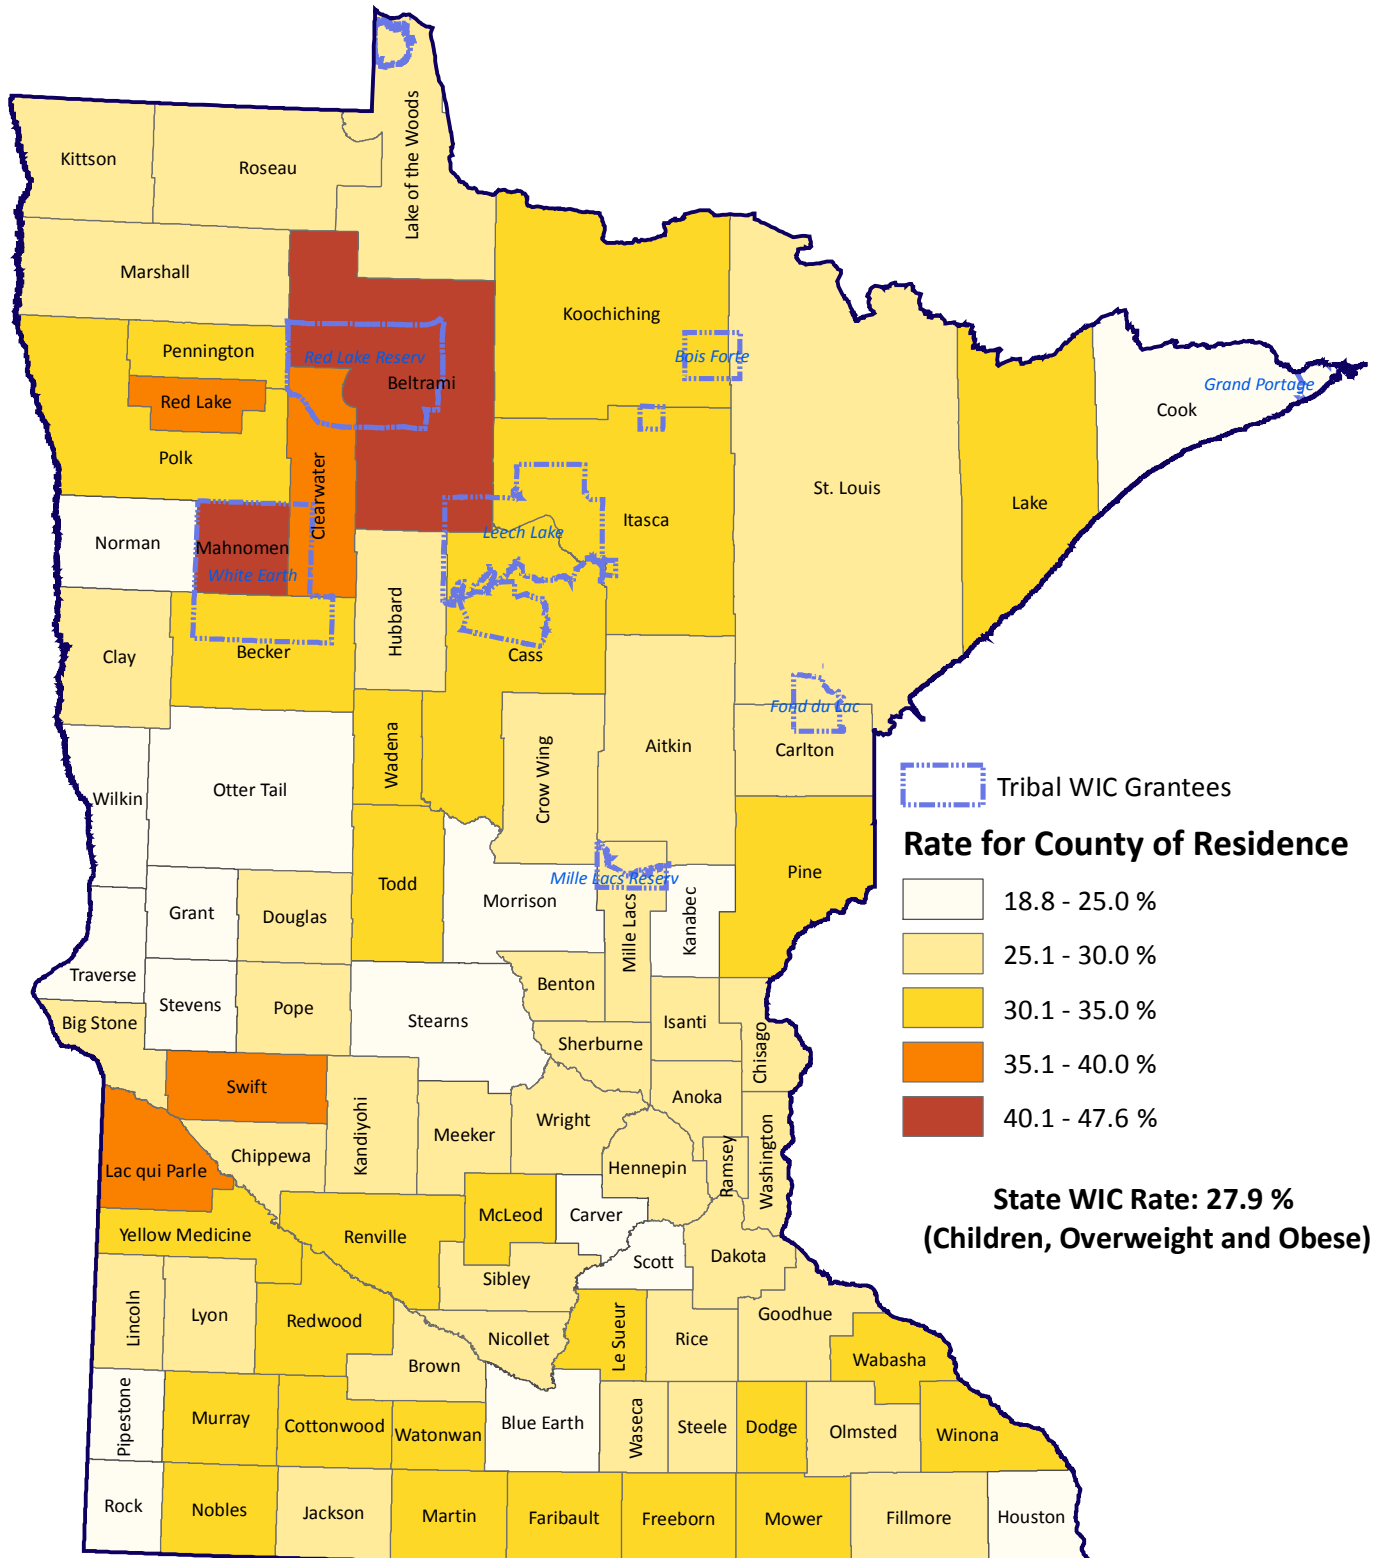 Kittson
Roseau
Lake of the Woods
Marshall
Koochiching
Pennington
Red Lake Reserv
Beltrami
Bois Forte
Red Lake
Grand Portage
Cook
Polk
Clearwater
St. Louis
Lake
Itasca
Leech Lake
Norman
Mahnomen
White Earth
Hubbard
Clay
Becker
Cass
Fond du Lac
Wadena
Crow Wing
Aitkin
Carlton
Otter Tail
Wilkin
Tribal WIC Grantees
Rate for County of Residence
18.8 - 25.0 %
25.1 - 30.0 %
30.1 - 35.0 %
35.1 - 40.0 %
40.1 - 47.6 %
State WIC Rate: 27.9 %
(Children, Overweight and Obese)
Pine
Todd
Mille Lacs Reserv
Morrison
Grant
Douglas
Mille Lacs
Kanabec
Traverse
Stevens
Pope
Benton
Stearns
Isanti
Big Stone
Sherburne
Chisago
Swift
Anoka
Kandiyohi
Meeker
Wright
Chippewa
Hennepin
Ramsey
Washington
Lac qui Parle
McLeod
Carver
Yellow Medicine
Renville
Scott
Dakota
Sibley
Lincoln
Lyon
Redwood
Goodhue
Nicollet
Le Sueur
Rice
Brown
Wabasha
Pipestone
Murray
Cottonwood
Watonwan
Blue Earth
Waseca
Steele
Dodge
Olmsted
Winona
Rock
Nobles
Jackson
Martin
Faribault
Freeborn
Mower
Fillmore
Houston